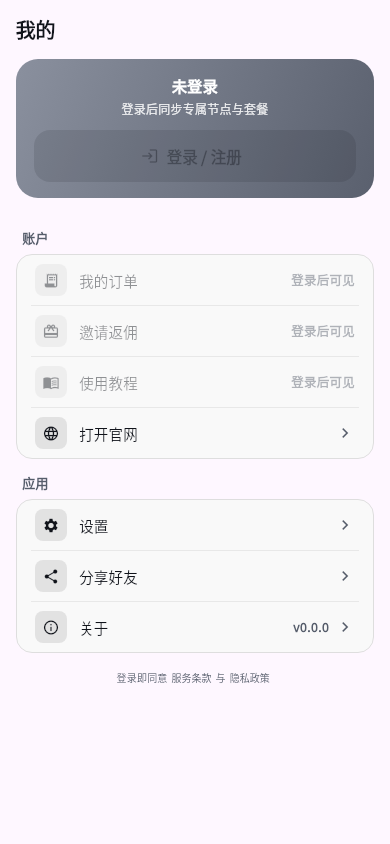 我的
未登录
登录后同步专属节点与套餐
登录 / 注册
账户
我的订单 登录后可见
邀请返佣 登录后可见
使用教程 登录后可见
打开官网
应用
设置
分享好友
关于 v0.0.0
登录即同意 服务条款 与 隐私政策